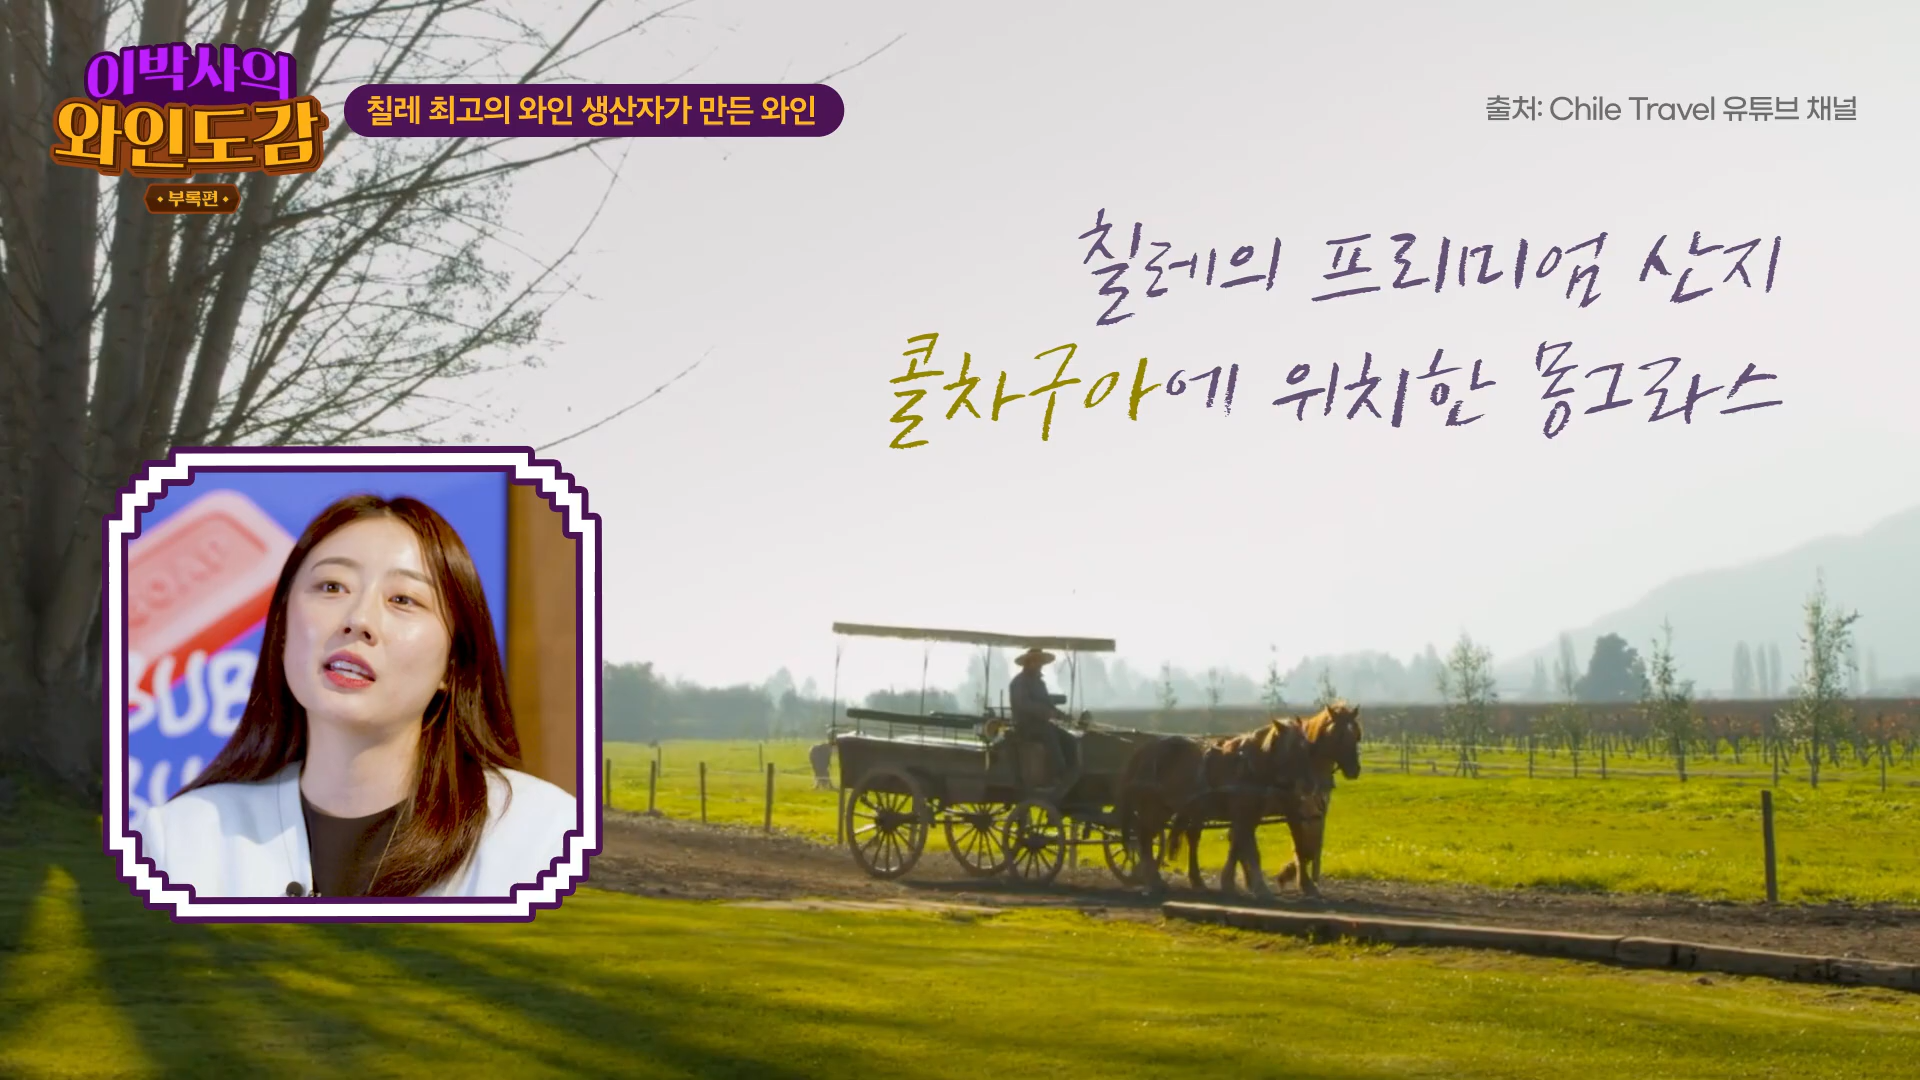 이박사의
와인도감
부록편
칠레 최고의 와인 생산자가 만든 와인
출처: Chile Travel 유튜브 채널
칠레의 프리미엄 산지
콜차구아에 위치한 몽그라스